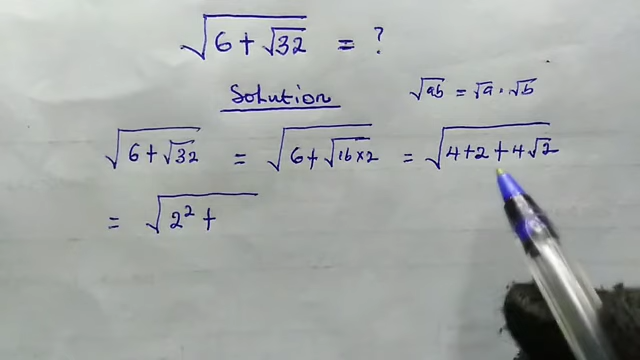 √(6 + √32) = ?
Solution
√ab = √a · √b
√(6 + √32) = √(6 + √(16 × 2)) = √(4 + 2 + 4√2)
= √(2² +